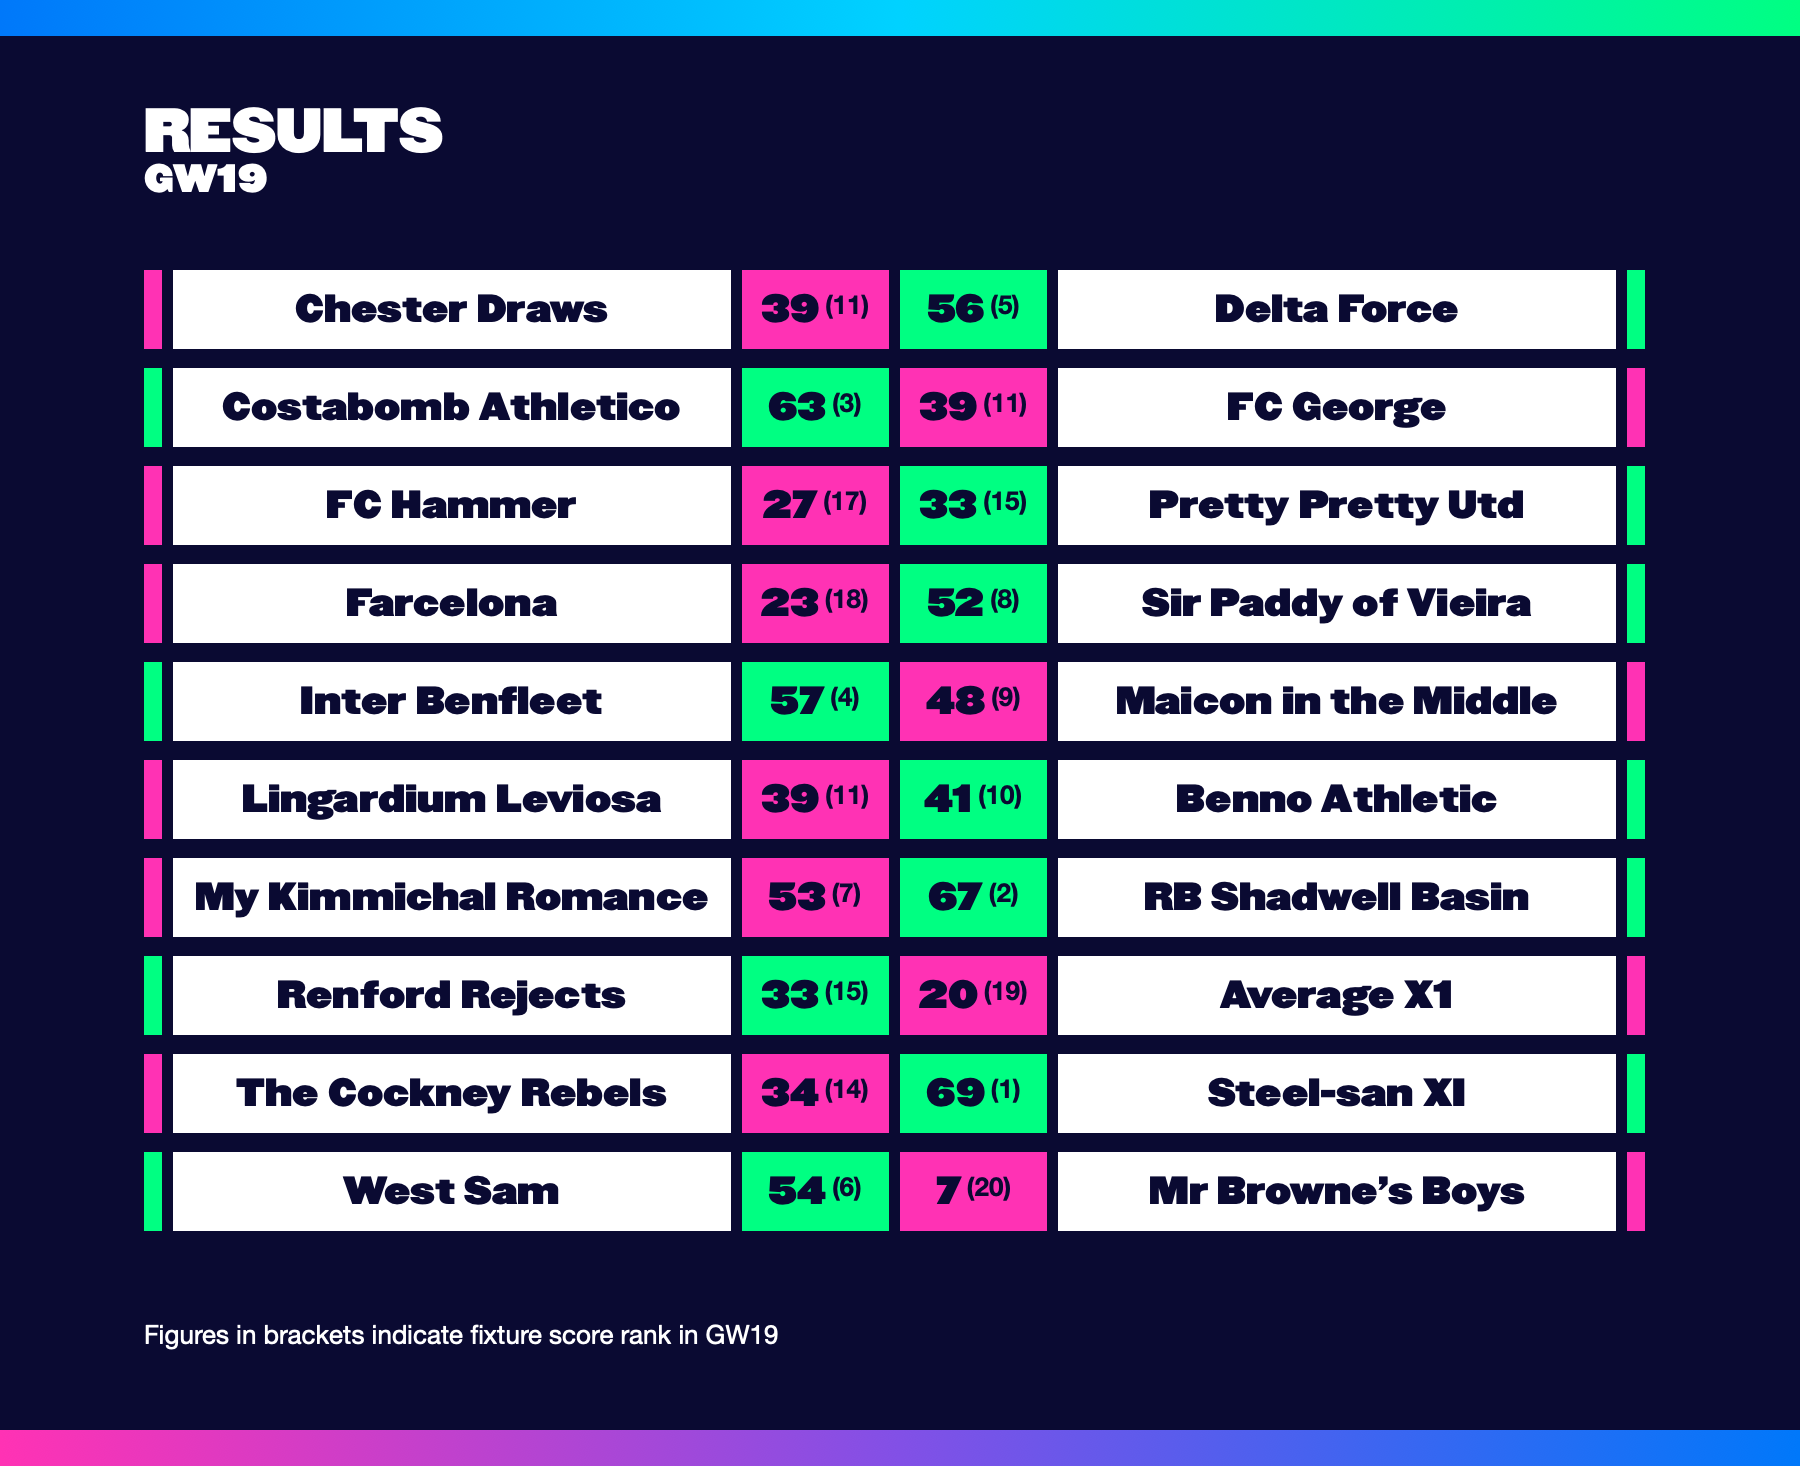 RESULTS
GW19
Chester Draws 39 (11) 56 (5) Delta Force
Costabomb Athletico 63 (3) 39 (11) FC George
FC Hammer 27 (17) 33 (15) Pretty Pretty Utd
Farcelona 23 (18) 52 (8) Sir Paddy of Vieira
Inter Benfleet 57 (4) 48 (9) Maicon in the Middle
Lingardium Leviosa 39 (11) 41 (10) Benno Athletic
My Kimmichal Romance 53 (7) 67 (2) RB Shadwell Basin
Renford Rejects 33 (15) 20 (19) Average X1
The Cockney Rebels 34 (14) 69 (1) Steel-san XI
West Sam 54 (6) 7 (20) Mr Browne’s Boys
Figures in brackets indicate fixture score rank in GW19